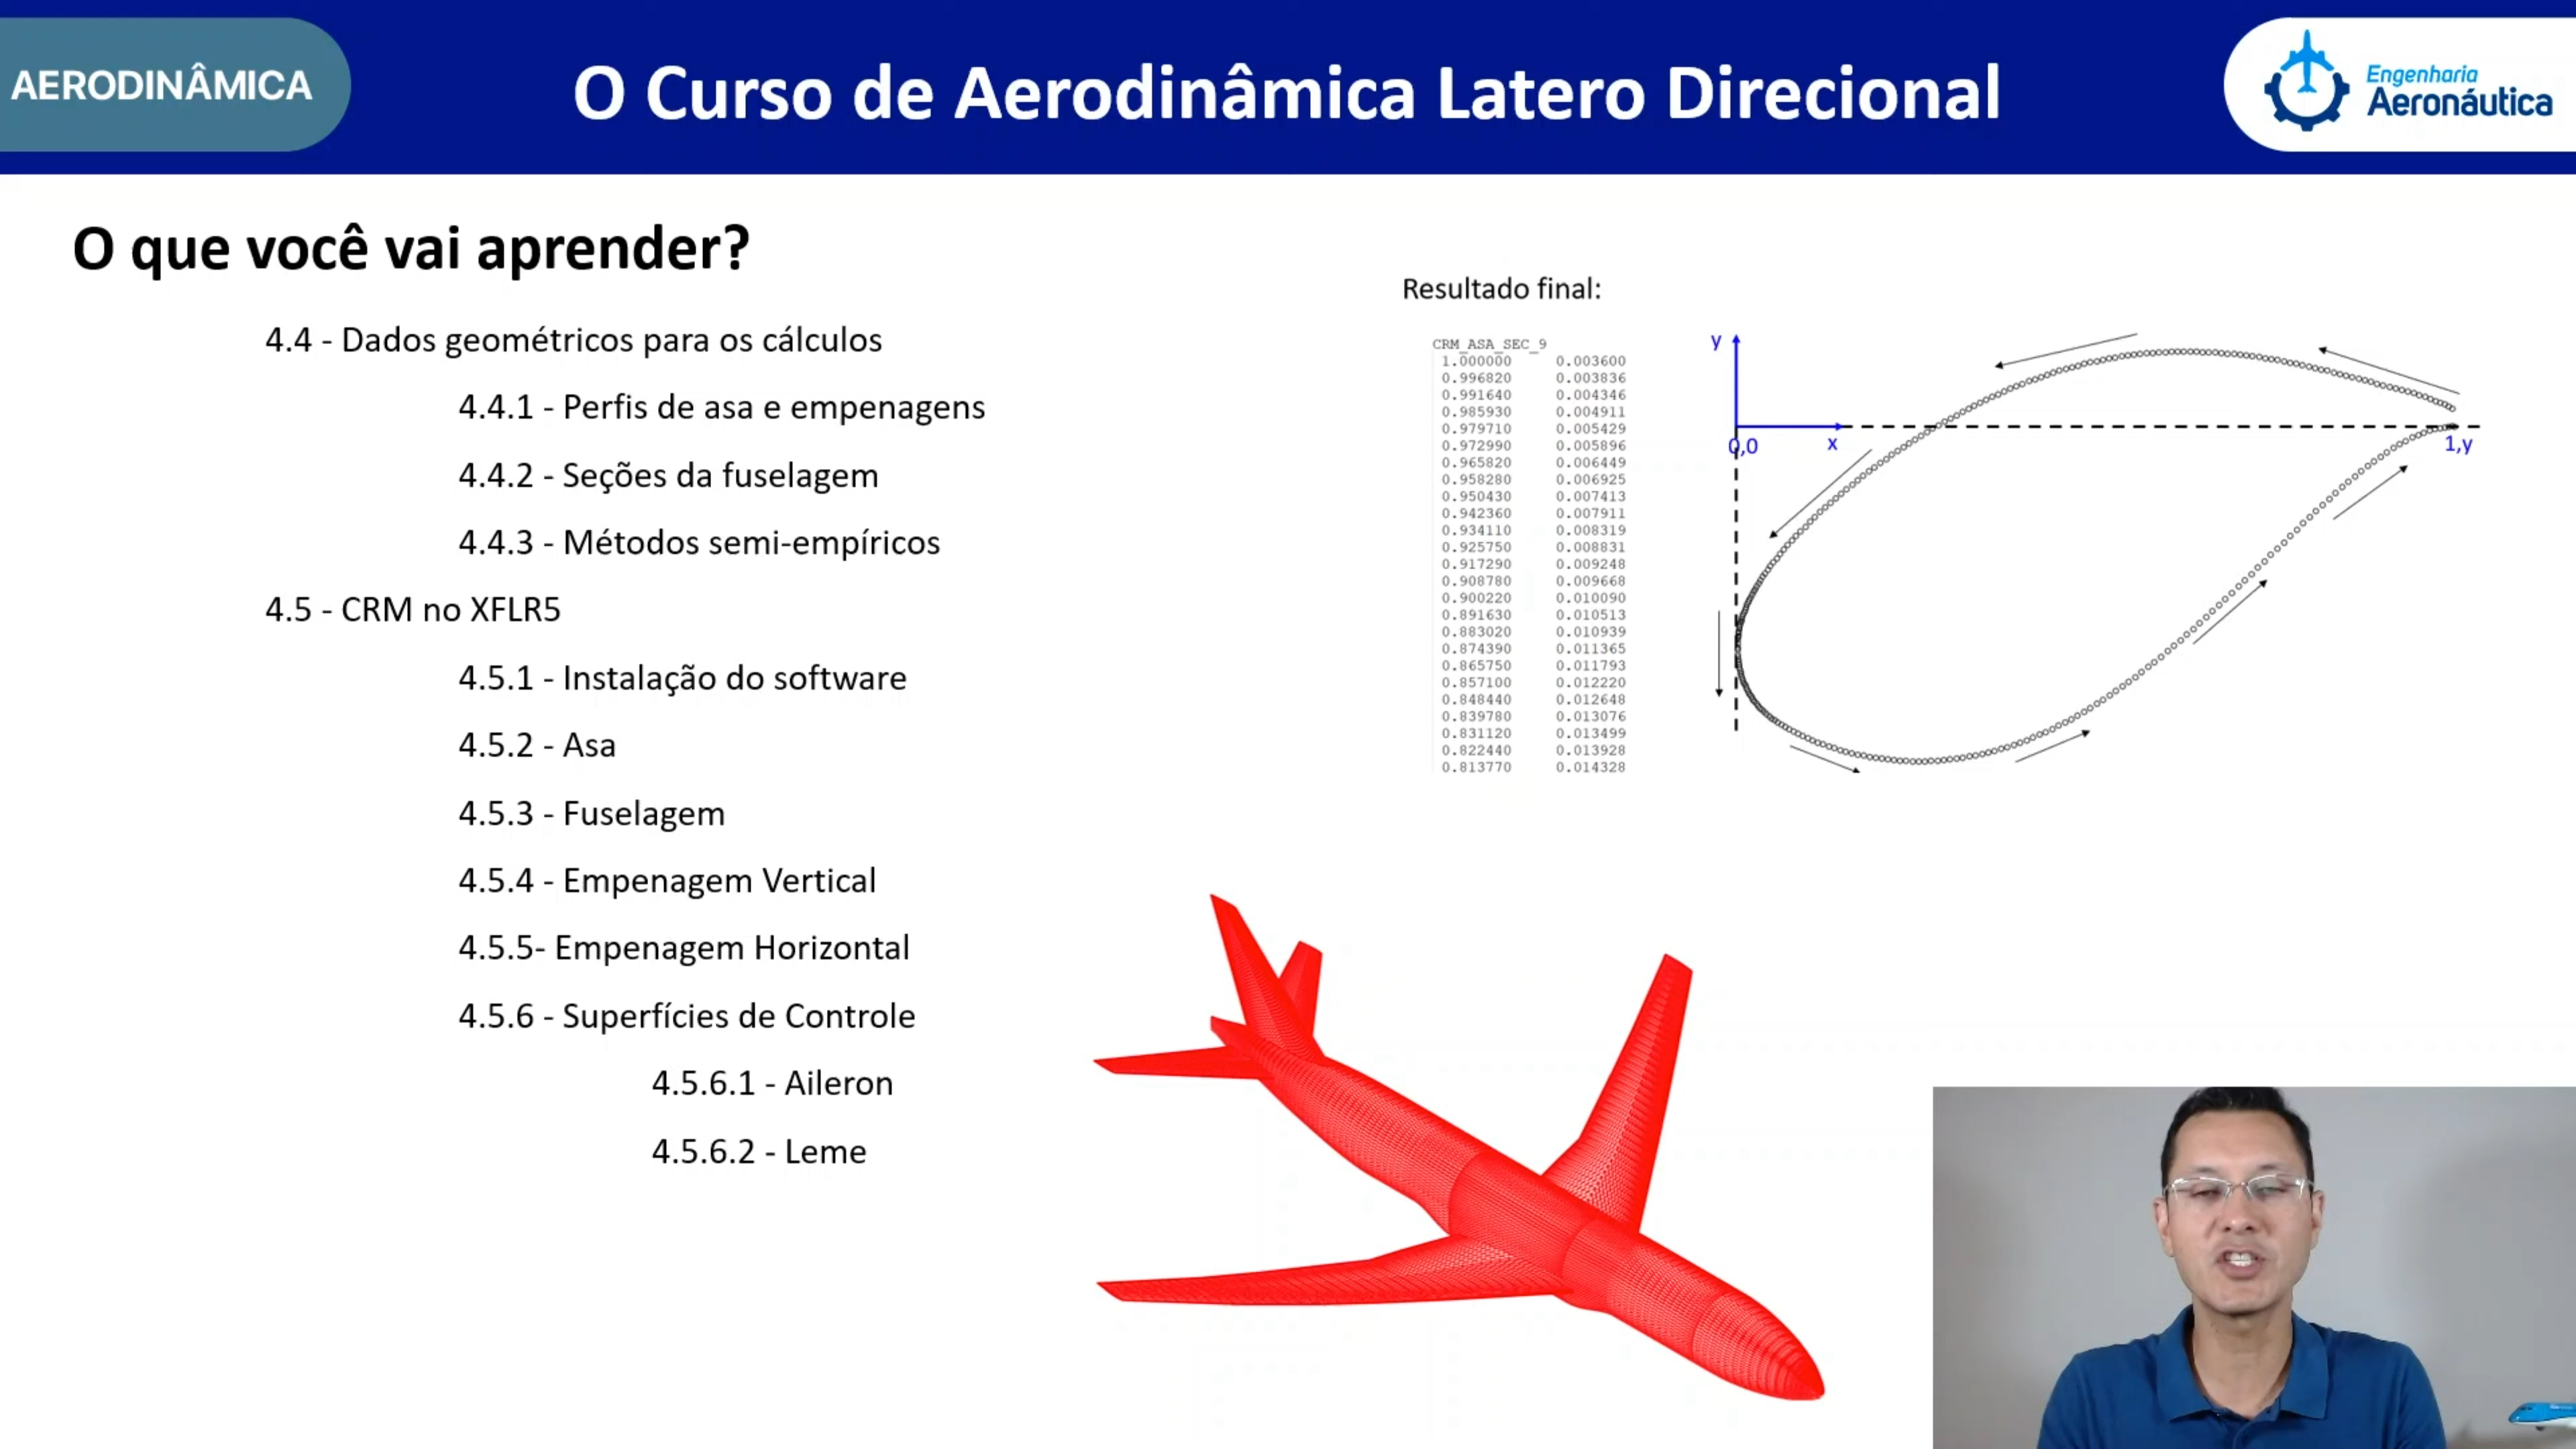 AERODINÂMICA
O Curso de Aerodinâmica Latero Direcional
Engenharia
Aeronáutica
O que você vai aprender?
4.4 - Dados geométricos para os cálculos
4.4.1 - Perfis de asa e empenagens
4.4.2 - Seções da fuselagem
4.4.3 - Métodos semi-empíricos
4.5 - CRM no XFLR5
4.5.1 - Instalação do software
4.5.2 - Asa
4.5.3 - Fuselagem
4.5.4 - Empenagem Vertical
4.5.5- Empenagem Horizontal
4.5.6 - Superfícies de Controle
4.5.6.1 - Aileron
4.5.6.2 - Leme
Resultado final:
CRM_ASA_SEC_9
1.000000 0.003600
0.996820 0.003836
0.991640 0.004346
0.985930 0.004911
0.979710 0.005429
0.972990 0.005896
0.965820 0.006449
0.958280 0.006925
0.950430 0.007413
0.942360 0.007911
0.934110 0.008319
0.925750 0.008831
0.917290 0.009248
0.908780 0.009668
0.900220 0.010090
0.891630 0.010513
0.883020 0.010939
0.874390 0.011365
0.865750 0.011793
0.857100 0.012220
0.848440 0.012648
0.839780 0.013076
0.831120 0.013499
0.822440 0.013928
0.813770 0.014328
y
0,0
x
1,y